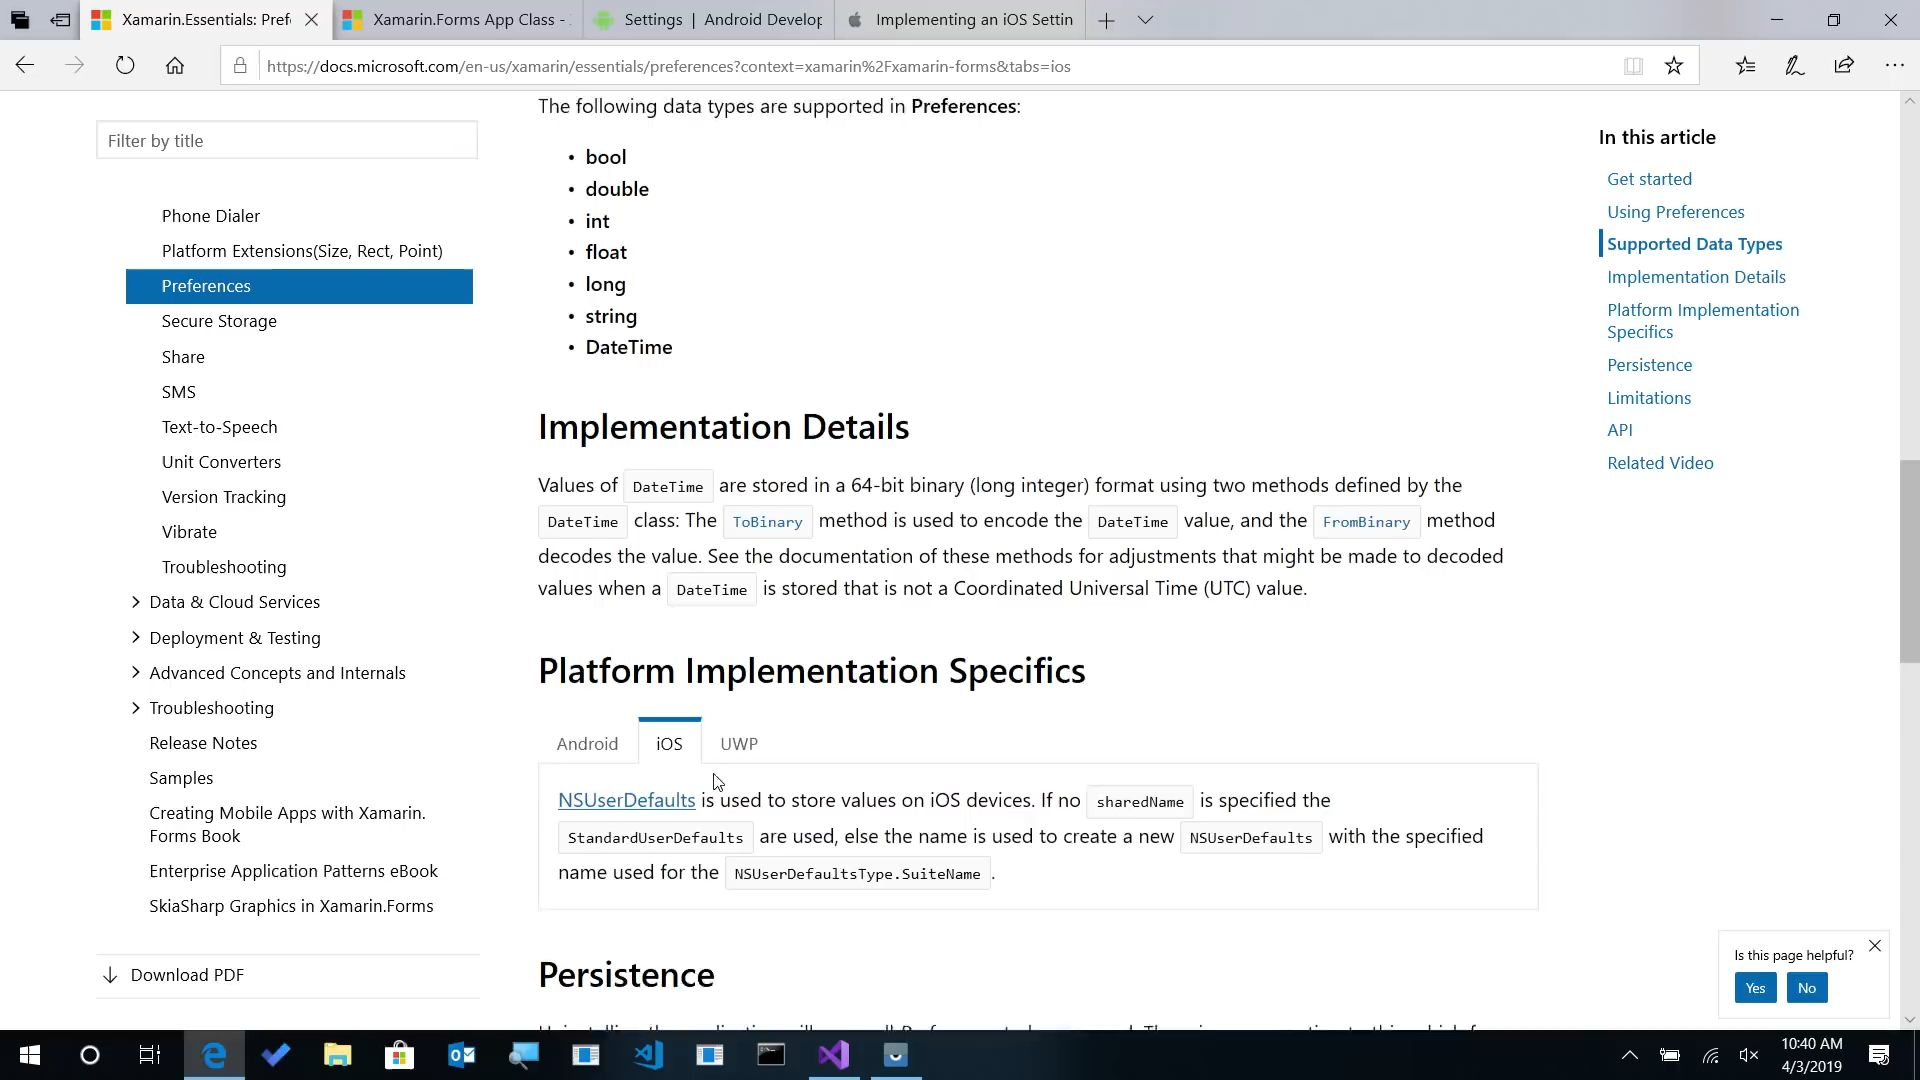 Xamarin.Essentials: Pref
Xamarin.Forms App Class -
Settings | Android Develop
Implementing an iOS Settin
https://docs.microsoft.com/en-us/xamarin/essentials/preferences?context=xamarin%2Fxamarin-forms&tabs=ios
Filter by title
Phone Dialer
Platform Extensions(Size, Rect, Point)
Preferences
Secure Storage
Share
SMS
Text-to-Speech
Unit Converters
Version Tracking
Vibrate
Troubleshooting
Data & Cloud Services
Deployment & Testing
Advanced Concepts and Internals
Troubleshooting
Release Notes
Samples
Creating Mobile Apps with Xamarin.
Forms Book
Enterprise Application Patterns eBook
SkiaSharp Graphics in Xamarin.Forms
Download PDF
The following data types are supported in Preferences:
• bool
• double
• int
• float
• long
• string
• DateTime
Implementation Details
Values of DateTime are stored in a 64-bit binary (long integer) format using two methods defined by the
DateTime class: The ToBinary method is used to encode the DateTime value, and the FromBinary method
decodes the value. See the documentation of these methods for adjustments that might be made to decoded
values when a DateTime is stored that is not a Coordinated Universal Time (UTC) value.
Platform Implementation Specifics
Android iOS UWP
NSUserDefaults is used to store values on iOS devices. If no sharedName is specified the
StandardUserDefaults are used, else the name is used to create a new NSUserDefaults with the specified
name used for the NSUserDefaultsType.SuiteName.
Persistence
In this article
Get started
Using Preferences
Supported Data Types
Implementation Details
Platform Implementation
Specifics
Persistence
Limitations
API
Related Video
Is this page helpful?
Yes No
10:40 AM
4/3/2019